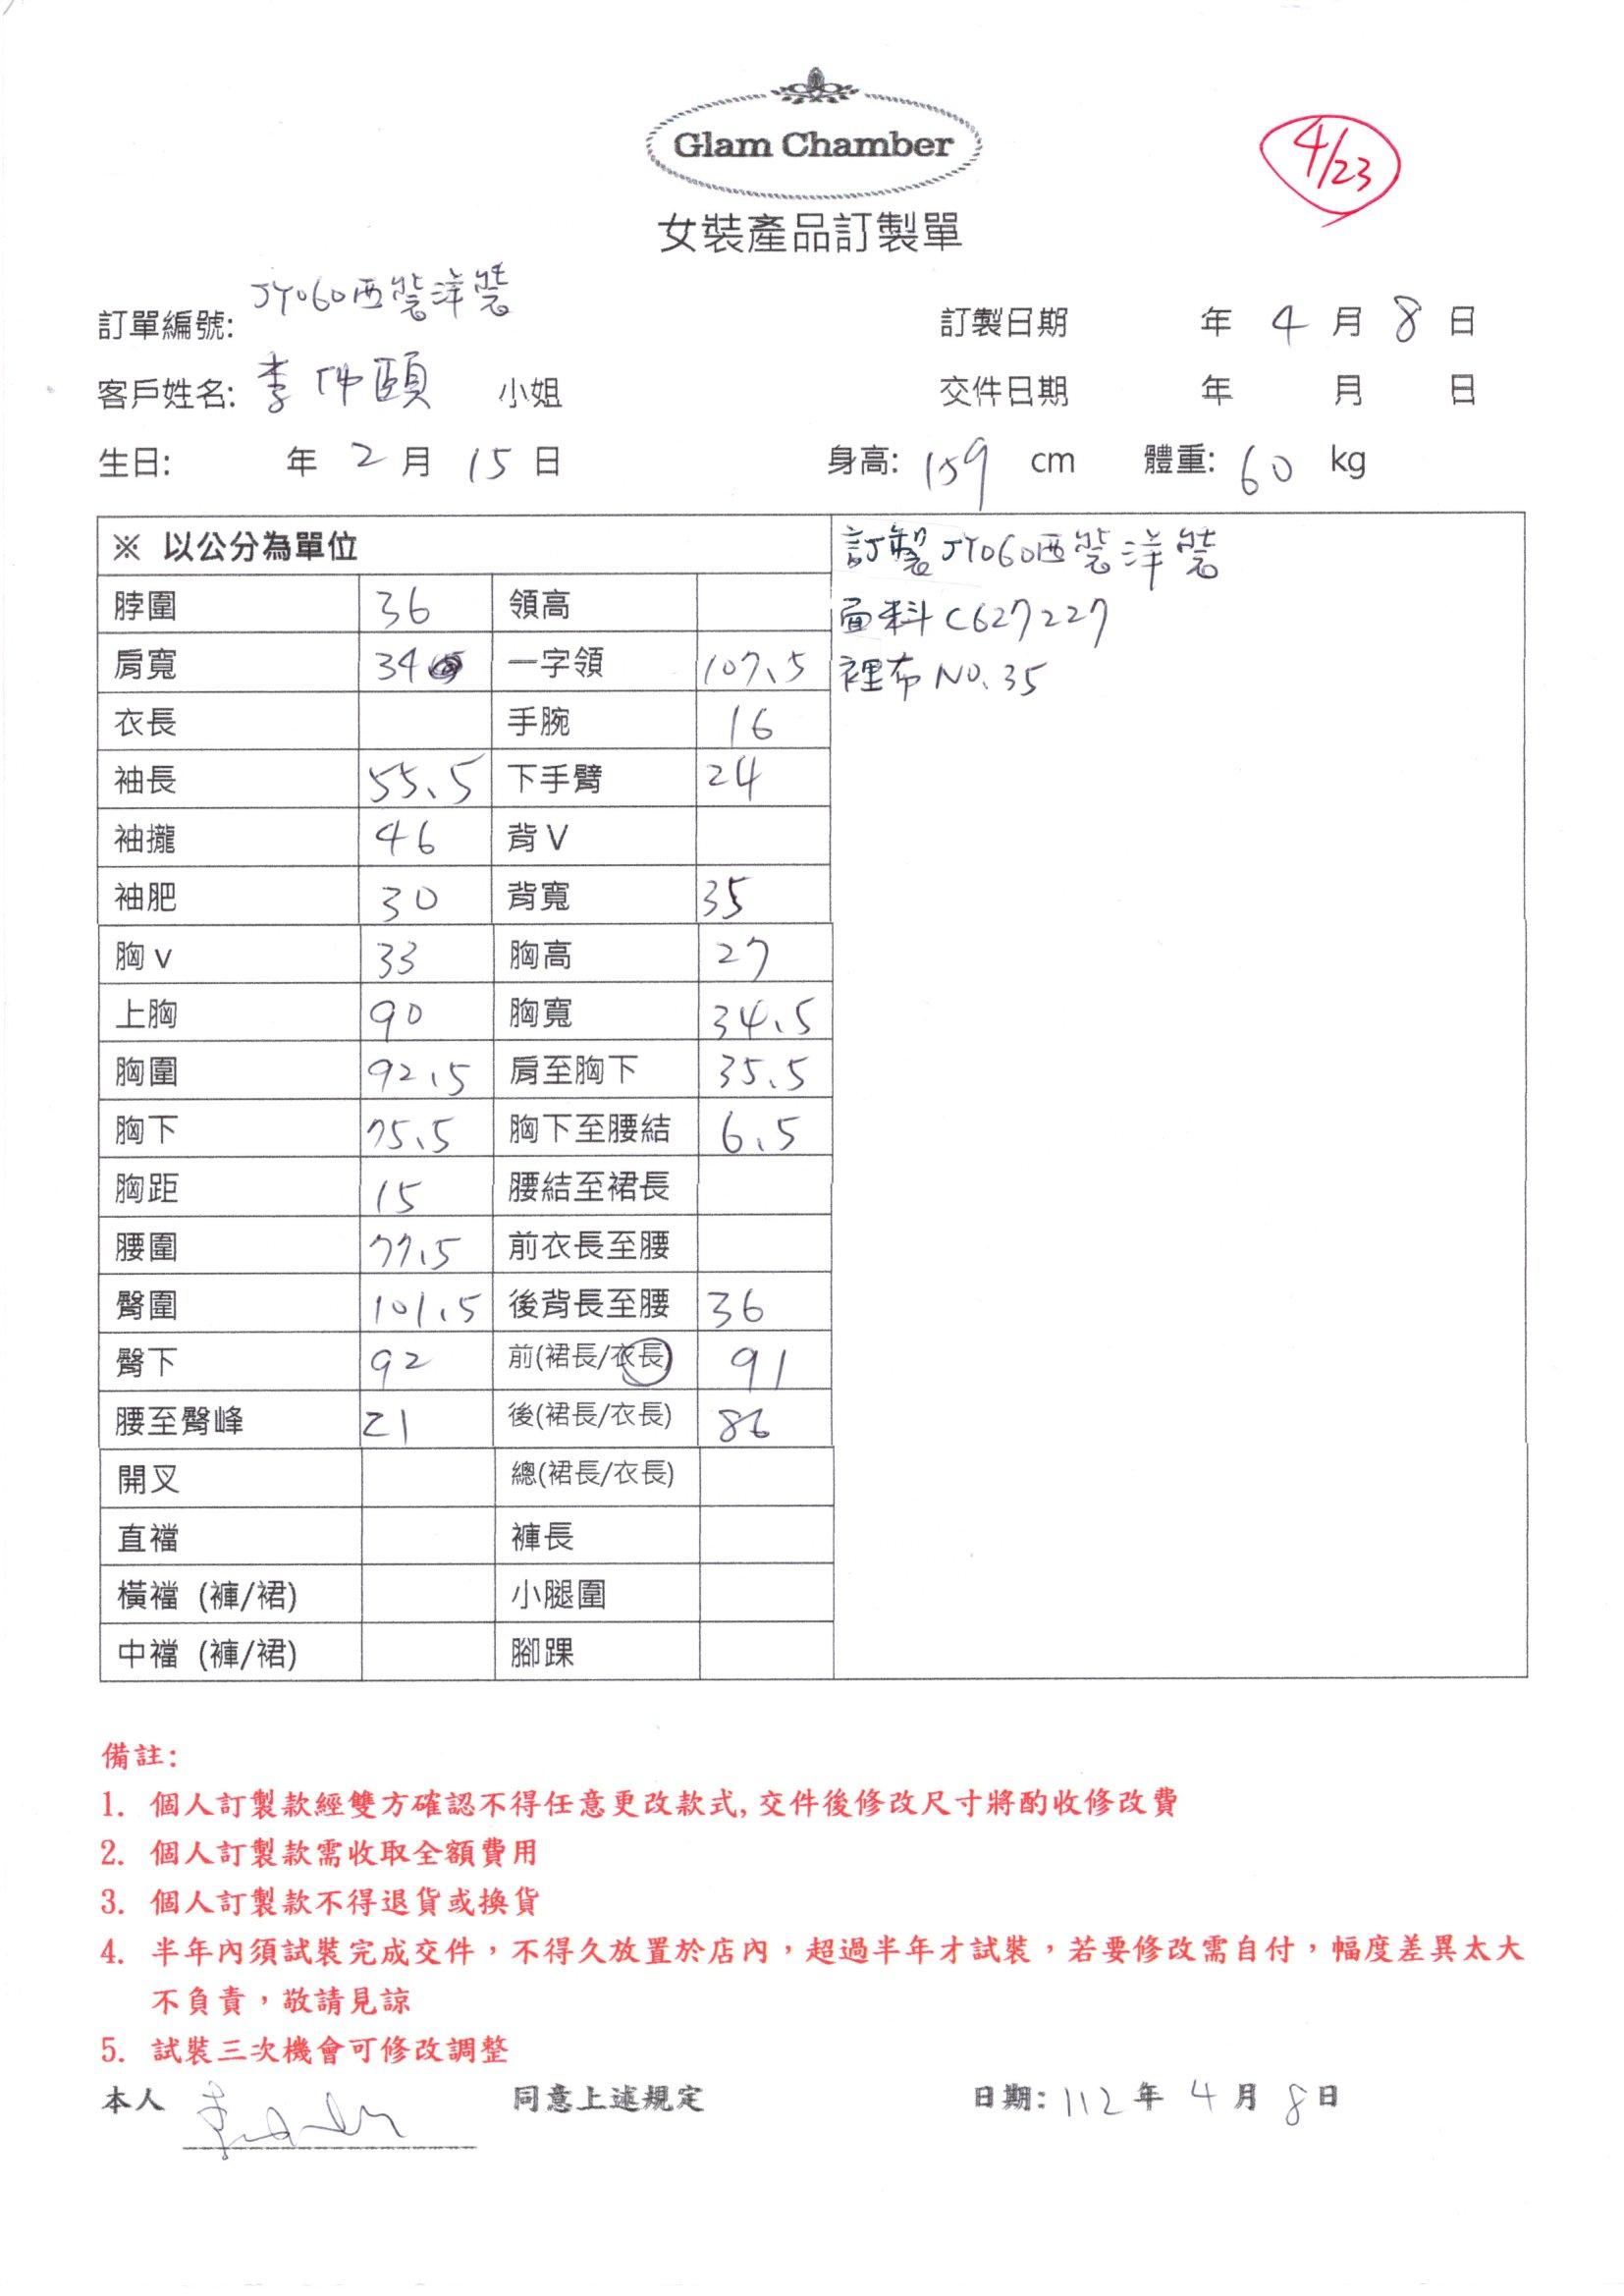 Glam Chamber
4/23
女裝產品訂製單
訂單編號: JY060西裝洋裝
訂製日期 年 4 月 8 日
客戶姓名: 李仲頤 小姐
交件日期 年 月 日
生日: 年 2 月 15 日 身高: 159 cm 體重: 60 kg
※ 以公分為單位
訂製JY060西裝洋裝
面料C627227
裡布NO.35
脖圍 36 領高
肩寬 34 一字領 107.5
衣長 手腕 16
袖長 55.5 下手臂 24
袖攏 46 背V
袖肥 30 背寬 35
胸v 33 胸高 27
上胸 90 胸寬 34.5
胸圍 92.5 肩至胸下 35.5
胸下 75.5 胸下至腰結 6.5
胸距 15 腰結至裙長
腰圍 77.5 前衣長至腰
臀圍 101.5 後背長至腰 36
臀下 92 前(裙長/衣長) 91
腰至臀峰 21 後(裙長/衣長) 86
開叉 總(裙長/衣長)
直襠 褲長
橫襠 (褲/裙) 小腿圍
中襠 (褲/裙) 腳踝
備註:
1. 個人訂製款經雙方確認不得任意更改款式, 交件後修改尺寸將酌收修改費
2. 個人訂製款需收取全額費用
3. 個人訂製款不得退貨或換貨
4. 半年內須試裝完成交件，不得久放置於店內，超過半年才試裝，若要修改需自付，幅度差異太大
不負責，敬請見諒
5. 試裝三次機會可修改調整
本人 同意上述規定 日期: 112 年 4 月 8 日